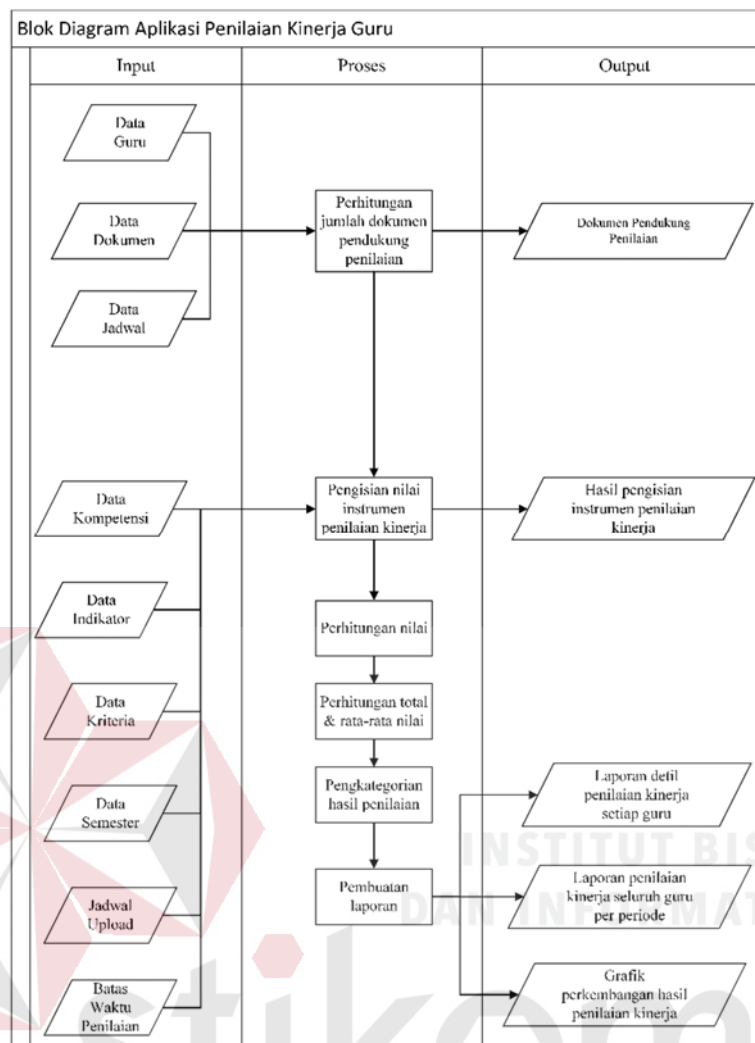 Blok Diagram Aplikasi Penilaian Kinerja Guru
Input
Proses
Output
Data
Guru
Data
Dokumen
Data
Jadwal
Perhitungan
jumlah dokumen
pendukung
penilaian
Dokumen Pendukung
Penilaian
Data
Kompetensi
Data
Indikator
Data
Kriteria
Data
Semester
Jadwal
Upload
Batas
Waktu
Penilaian
Pengisian nilai
instrumen
penilaian kinerja
Hasil pengisian
instrumen penilaian
kinerja
Perhitungan nilai
Perhitungan total
& rata-rata nilai
Pengkategorian
hasil penilaian
Pembuatan
laporan
Laporan detil
penilaian kinerja
setiap guru
Laporan penilaian
kinerja seluruh guru
per periode
Grafik
perkembangan hasil
penilaian kinerja
INSTITUT BIS
DAN INFORMAT
stikom